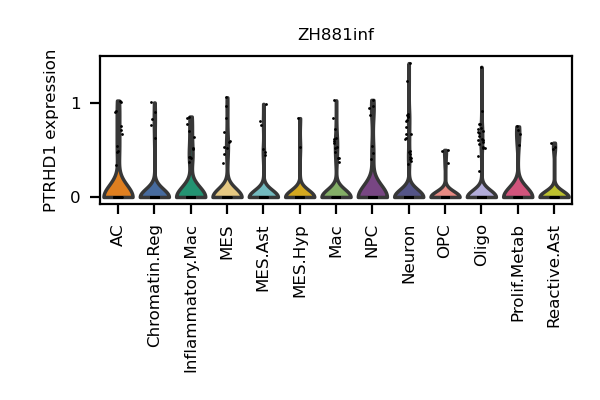 ZH881inf
PTRHD1 expression
1
0
AC
Chromatin.Reg
Inflammatory.Mac
MES
MES.Ast
MES.Hyp
Mac
NPC
Neuron
OPC
Oligo
Prolif.Metab
Reactive.Ast